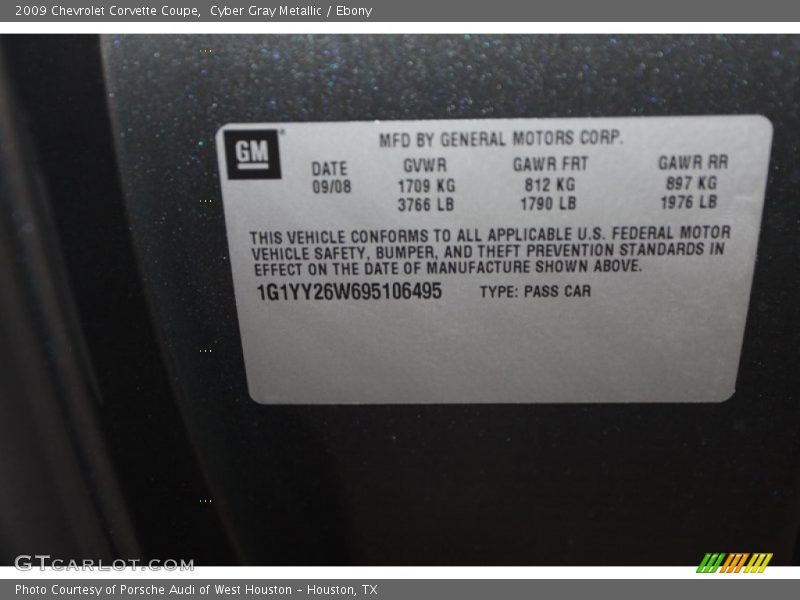 2009 Chevrolet Corvette Coupe,  Cyber Gray Metallic / Ebony
GM
MFD BY GENERAL MOTORS CORP.
DATE GVWR GAWR FRT GAWR RR
09/08 1709 KG 812 KG 897 KG
3766 LB 1790 LB 1976 LB
THIS VEHICLE CONFORMS TO ALL APPLICABLE U.S. FEDERAL MOTOR
VEHICLE SAFETY, BUMPER, AND THEFT PREVENTION STANDARDS IN
EFFECT ON THE DATE OF MANUFACTURE SHOWN ABOVE.
1G1YY26W695106495 TYPE: PASS CAR
GTCARLOT.COM
Photo Courtesy of Porsche Audi of West Houston - Houston, TX